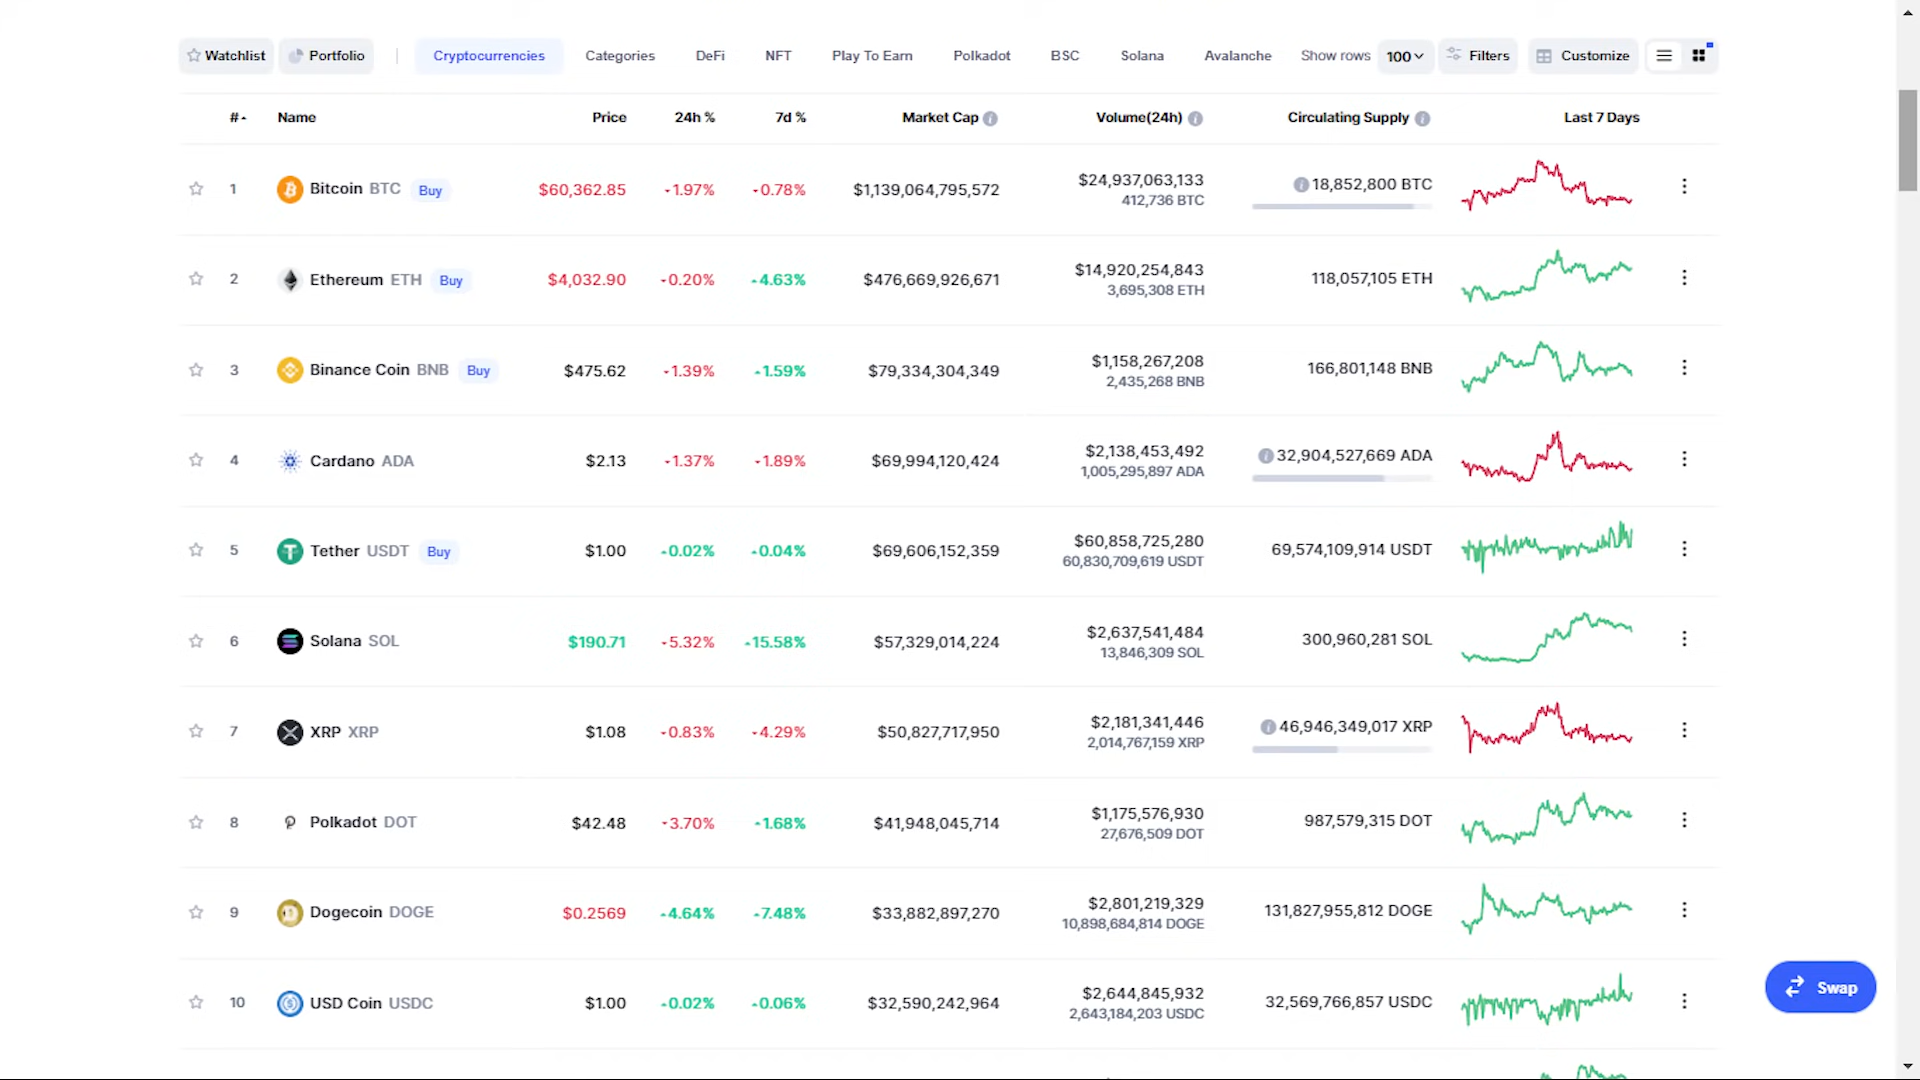 Watchlist Portfolio | Cryptocurrencies Categories DeFi NFT Play To Earn Polkadot BSC Solana Avalanche Show rows 100 Filters Customize
# Name Price 24h % 7d % Market Cap Volume(24h) Circulating Supply Last 7 Days
1 Bitcoin BTC Buy $60,362.85 1.97% 0.78% $1,139,064,795,572 $24,937,063,133 18,852,800 BTC
412,736 BTC
2 Ethereum ETH Buy $4,032.90 0.20% 4.63% $476,669,926,671 $14,920,254,843 118,057,105 ETH
3,695,308 ETH
3 Binance Coin BNB Buy $475.62 1.39% 1.59% $79,334,304,349 $1,158,267,208 166,801,148 BNB
2,435,268 BNB
4 Cardano ADA $2.13 1.37% 1.89% $69,994,120,424 $2,138,453,492 32,904,527,669 ADA
1,005,295,897 ADA
5 Tether USDT Buy $1.00 0.02% 0.04% $69,606,152,359 $60,858,725,280 69,574,109,914 USDT
60,830,709,619 USDT
6 Solana SOL $190.71 5.32% 15.58% $57,329,014,224 $2,637,541,484 300,960,281 SOL
13,846,309 SOL
7 XRP XRP $1.08 0.83% 4.29% $50,827,717,950 $2,181,341,446 46,946,349,017 XRP
2,014,767,159 XRP
8 Polkadot DOT $42.48 3.70% 1.68% $41,948,045,714 $1,175,576,930 987,579,315 DOT
27,676,509 DOT
9 Dogecoin DOGE $0.2569 4.64% 7.48% $33,882,897,270 $2,801,219,329 131,827,955,812 DOGE
10,898,684,814 DOGE
10 USD Coin USDC $1.00 0.02% 0.06% $32,590,242,964 $2,644,845,932 32,569,766,857 USDC
2,643,184,203 USDC
Swap